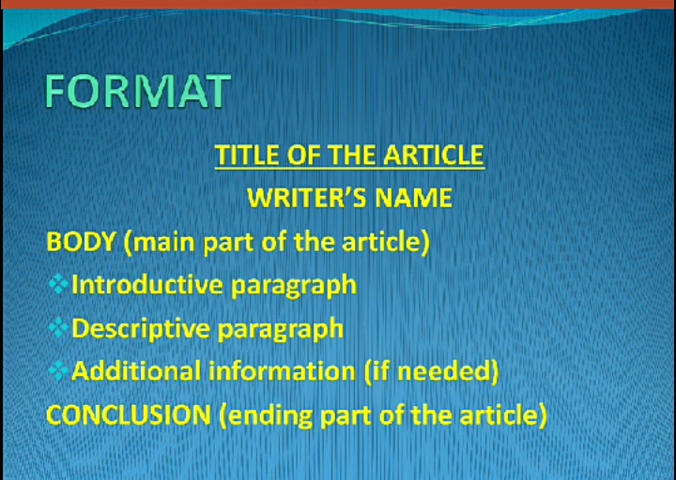 FORMAT
TITLE OF THE ARTICLE
WRITER'S NAME
BODY (main part of the article)
❖Introductive paragraph
❖Descriptive paragraph
❖Additional information (if needed)
CONCLUSION (ending part of the article)